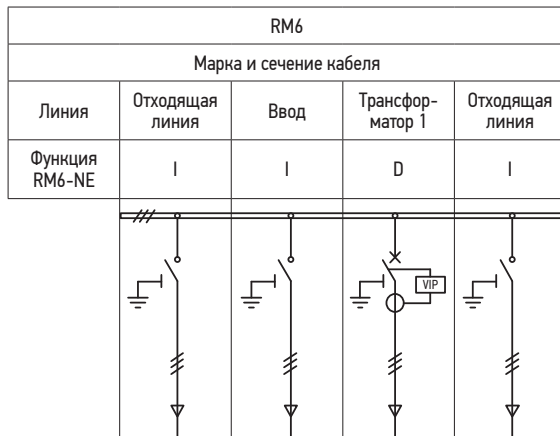 RM6
Марка и сечение кабеля
Линия
Отходящая
линия
Ввод
Трансфор-
матор 1
Отходящая
линия
Функция
RM6-NE
I
I
D
I
VIP